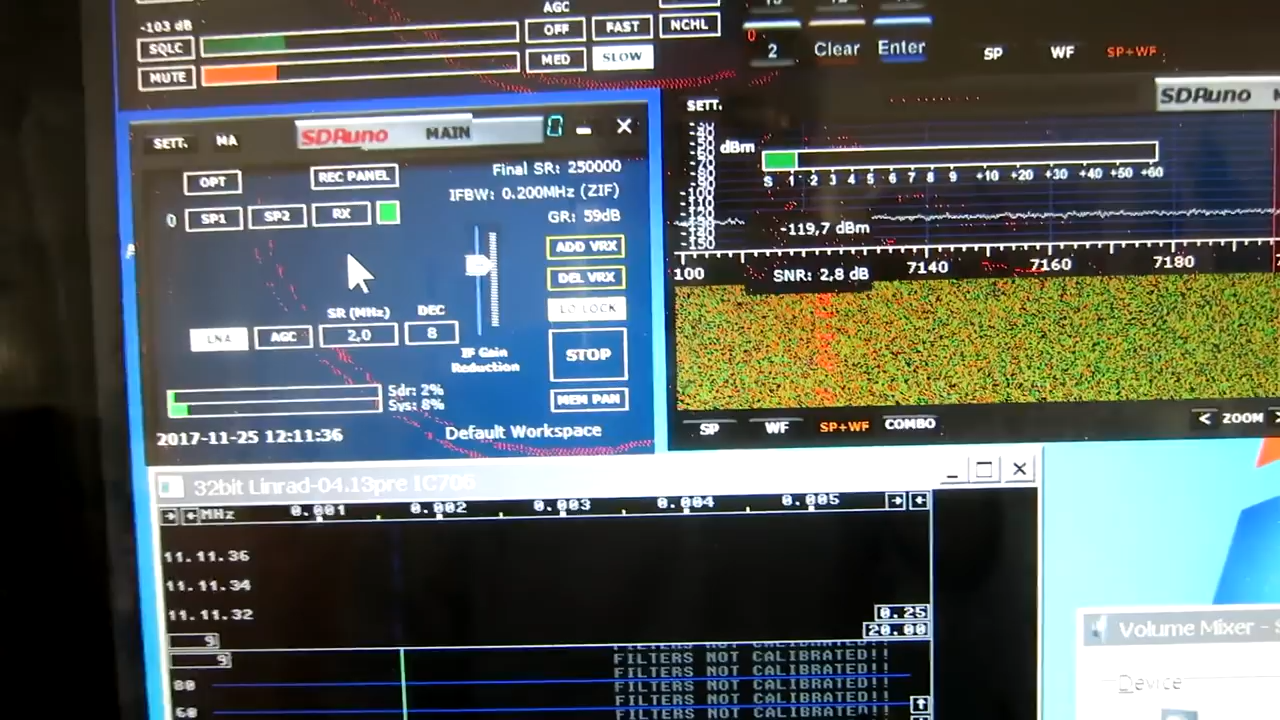 -103 dB
AGC
SQLC
OFF
FAST
NCHL
MUTE
MED
SLOW
2
Clear
Enter
SP
WF
SP+WF
SDRuno
SETT.
MA
SDRuno
MAIN
0
SETT.
OPT
REC PANEL
Final SR: 250000
IFBW: 0.200MHz (ZIF)
GR: 59dB
0
SP1
SP2
RX
ADD VRX
DEL VRX
LO LOCK
SR (MHz)
DEC
LNA
AGC
2,0
8
IF Gain
Reduction
STOP
MEM PAN
Sdr: 2%
Sys: 8%
2017-11-25 12:11:36
Default Workspace
dBm
S 1 2 3 4 5 6 7 8 9 +10 +20 +30 +40 +50 +60
-119,7 dBm
-150
100
SNR: 2,8 dB
7140
7160
7180
SP
WF
SP+WF
COMBO
< ZOOM
32bit Linrad-04.13pre IC706
MHz
0.001
0.002
0.003
0.004
0.005
11.11.36
11.11.34
11.11.32
0.25
20.00
9
9
80
60
FILTERS NOT CALIBRATED!!
FILTERS NOT CALIBRATED!!
FILTERS NOT CALIBRATED!!
FILTERS NOT CALIBRATED!!
FILTERS NOT CALIBRATED!!
Volume Mixer -
Device